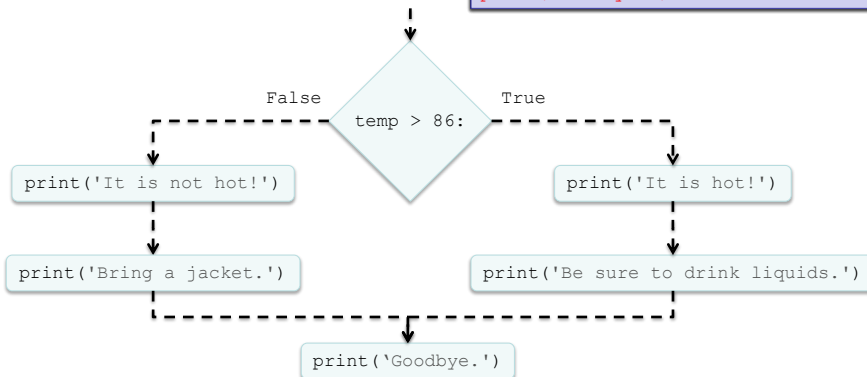 False
True
temp > 86:
print('It is not hot!')
print('It is hot!')
print('Bring a jacket.')
print('Be sure to drink liquids.')
print(‘Goodbye.')